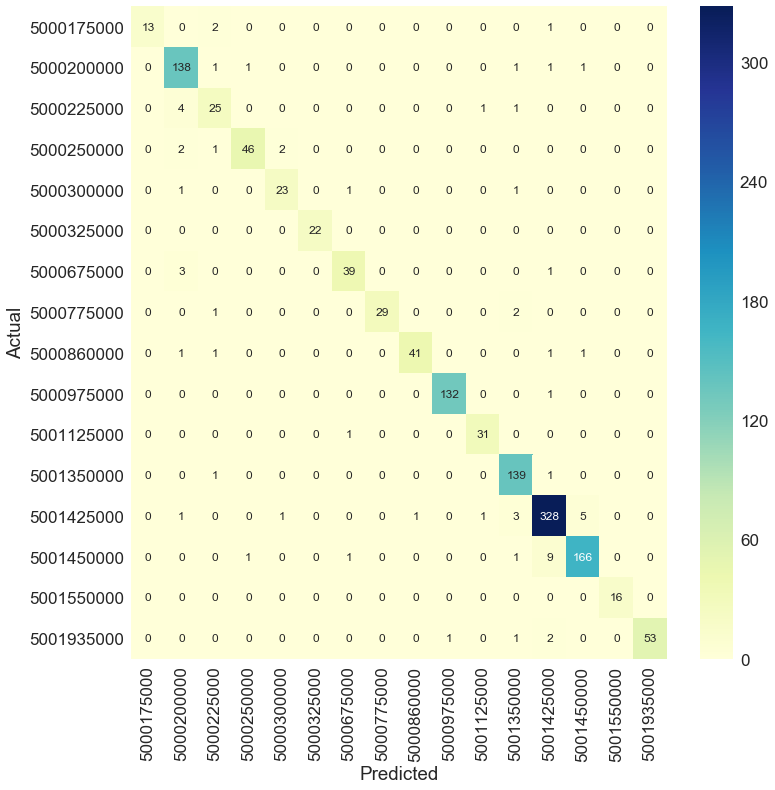 5000175000 13 0 2 0 0 0 0 0 0 0 0 0 1 0 0 0
5000200000 0 138 1 1 0 0 0 0 0 0 0 1 1 1 0 0
5000225000 0 4 25 0 0 0 0 0 0 0 1 1 0 0 0 0
5000250000 0 2 1 46 2 0 0 0 0 0 0 0 0 0 0 0
5000300000 0 1 0 0 23 0 1 0 0 0 0 1 0 0 0 0
5000325000 0 0 0 0 0 22 0 0 0 0 0 0 0 0 0 0
5000675000 0 3 0 0 0 0 39 0 0 0 0 0 1 0 0 0
5000775000 0 0 1 0 0 0 0 29 0 0 0 2 0 0 0 0
5000860000 0 1 1 0 0 0 0 0 41 0 0 0 1 1 0 0
5000975000 0 0 0 0 0 0 0 0 0 132 0 0 1 0 0 0
5001125000 0 0 0 0 0 0 1 0 0 0 31 0 0 0 0 0
5001350000 0 0 1 0 0 0 0 0 0 0 0 139 1 0 0 0
5001425000 0 1 0 0 1 0 0 0 1 0 1 3 328 5 0 0
5001450000 0 0 0 1 0 0 1 0 0 0 0 1 9 166 0 0
5001550000 0 0 0 0 0 0 0 0 0 0 0 0 0 0 16 0
5001935000 0 0 0 0 0 0 0 0 0 1 0 1 2 0 0 53
5000175000 5000200000 5000225000 5000250000 5000300000 5000325000 5000675000 5000775000 5000860000 5000975000 5001125000 5001350000 5001425000 5001450000 5001550000 5001935000
Predicted
Actual
300
240
180
120
60
0